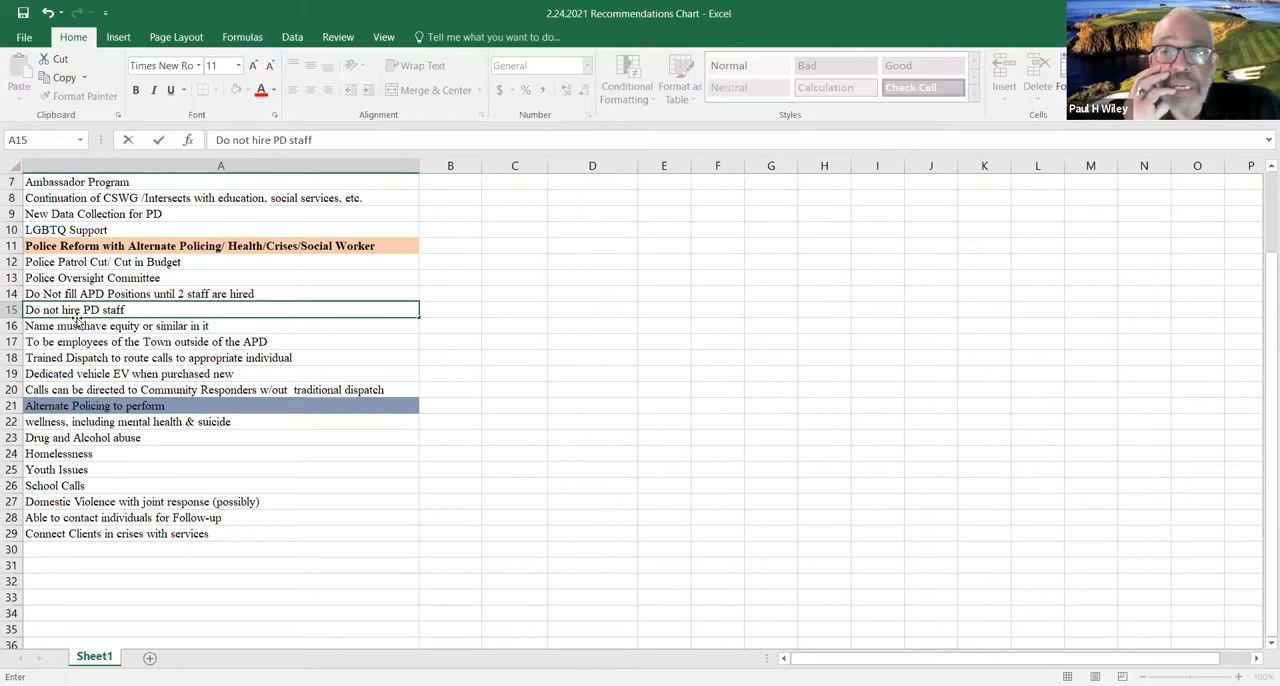 2.24.2021 Recommendations Chart - Excel
File Home Insert Page Layout Formulas Data Review View Tell me what you want to do...
Paste
Cut
Copy
Format Painter
Clipboard
Times New Ro 11
B I U
Font
Wrap Text
Merge & Center
Alignment
General
$ % ,
Number
Conditional Formatting
Format as Table
Normal Bad Good
Neutral Calculation Check Cell
Styles
Insert Delete Fo
Cells
Paul H Wiley
A15 fx Do not hire PD staff
A B C D E F G H I J K L M N O P
7 Ambassador Program
8 Continuation of CSWG /Intersects with education, social services, etc.
9 New Data Collection for PD
10 LGBTQ Support
11 Police Reform with Alternate Policing/ Health/Crises/Social Worker
12 Police Patrol Cut/ Cut in Budget
13 Police Oversight Committee
14 Do Not fill APD Positions until 2 staff are hired
15 Do not hire PD staff
16 Name must have equity or similar in it
17 To be employees of the Town outside of the APD
18 Trained Dispatch to route calls to appropriate individual
19 Dedicated vehicle EV when purchased new
20 Calls can be directed to Community Responders w/out traditional dispatch
21 Alternate Policing to perform
22 wellness, including mental health & suicide
23 Drug and Alcohol abuse
24 Homelessness
25 Youth Issues
26 School Calls
27 Domestic Violence with joint response (possibly)
28 Able to contact individuals for Follow-up
29 Connect Clients in crises with services
30
31
32
33
34
35
36
Sheet1
Enter
100%